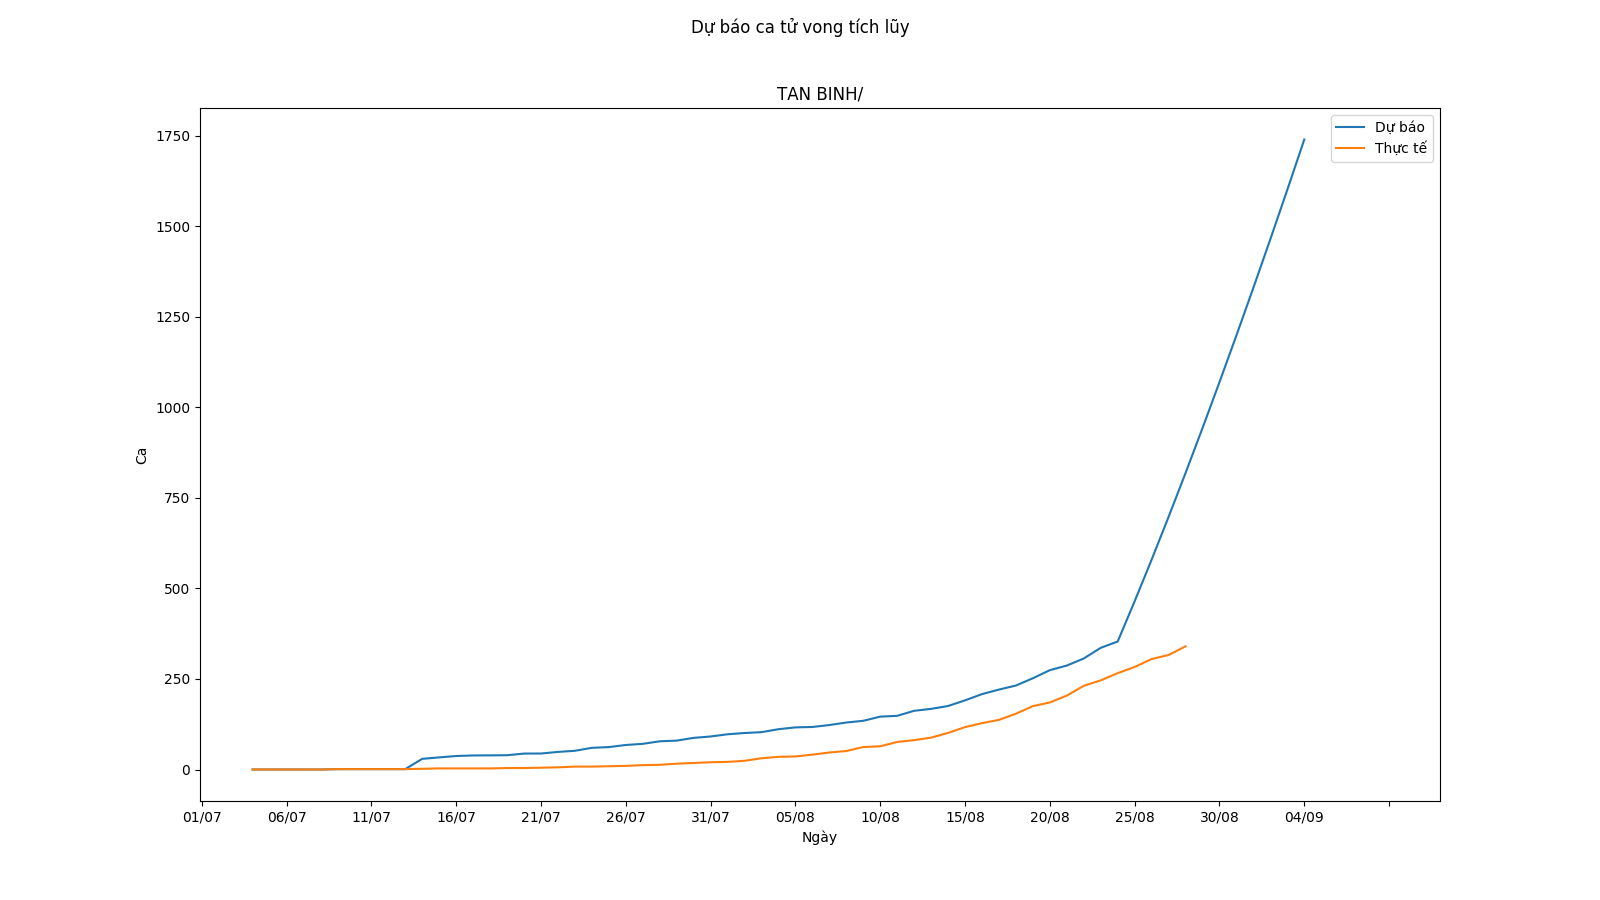 Dự báo ca tử vong tích lũy
TAN BINH/
Dự báo
Thực tế
1750
1500
1250
1000
750
500
250
0
Ca
01/07 06/07 11/07 16/07 21/07 26/07 31/07 05/08 10/08 15/08 20/08 25/08 30/08 04/09
Ngày